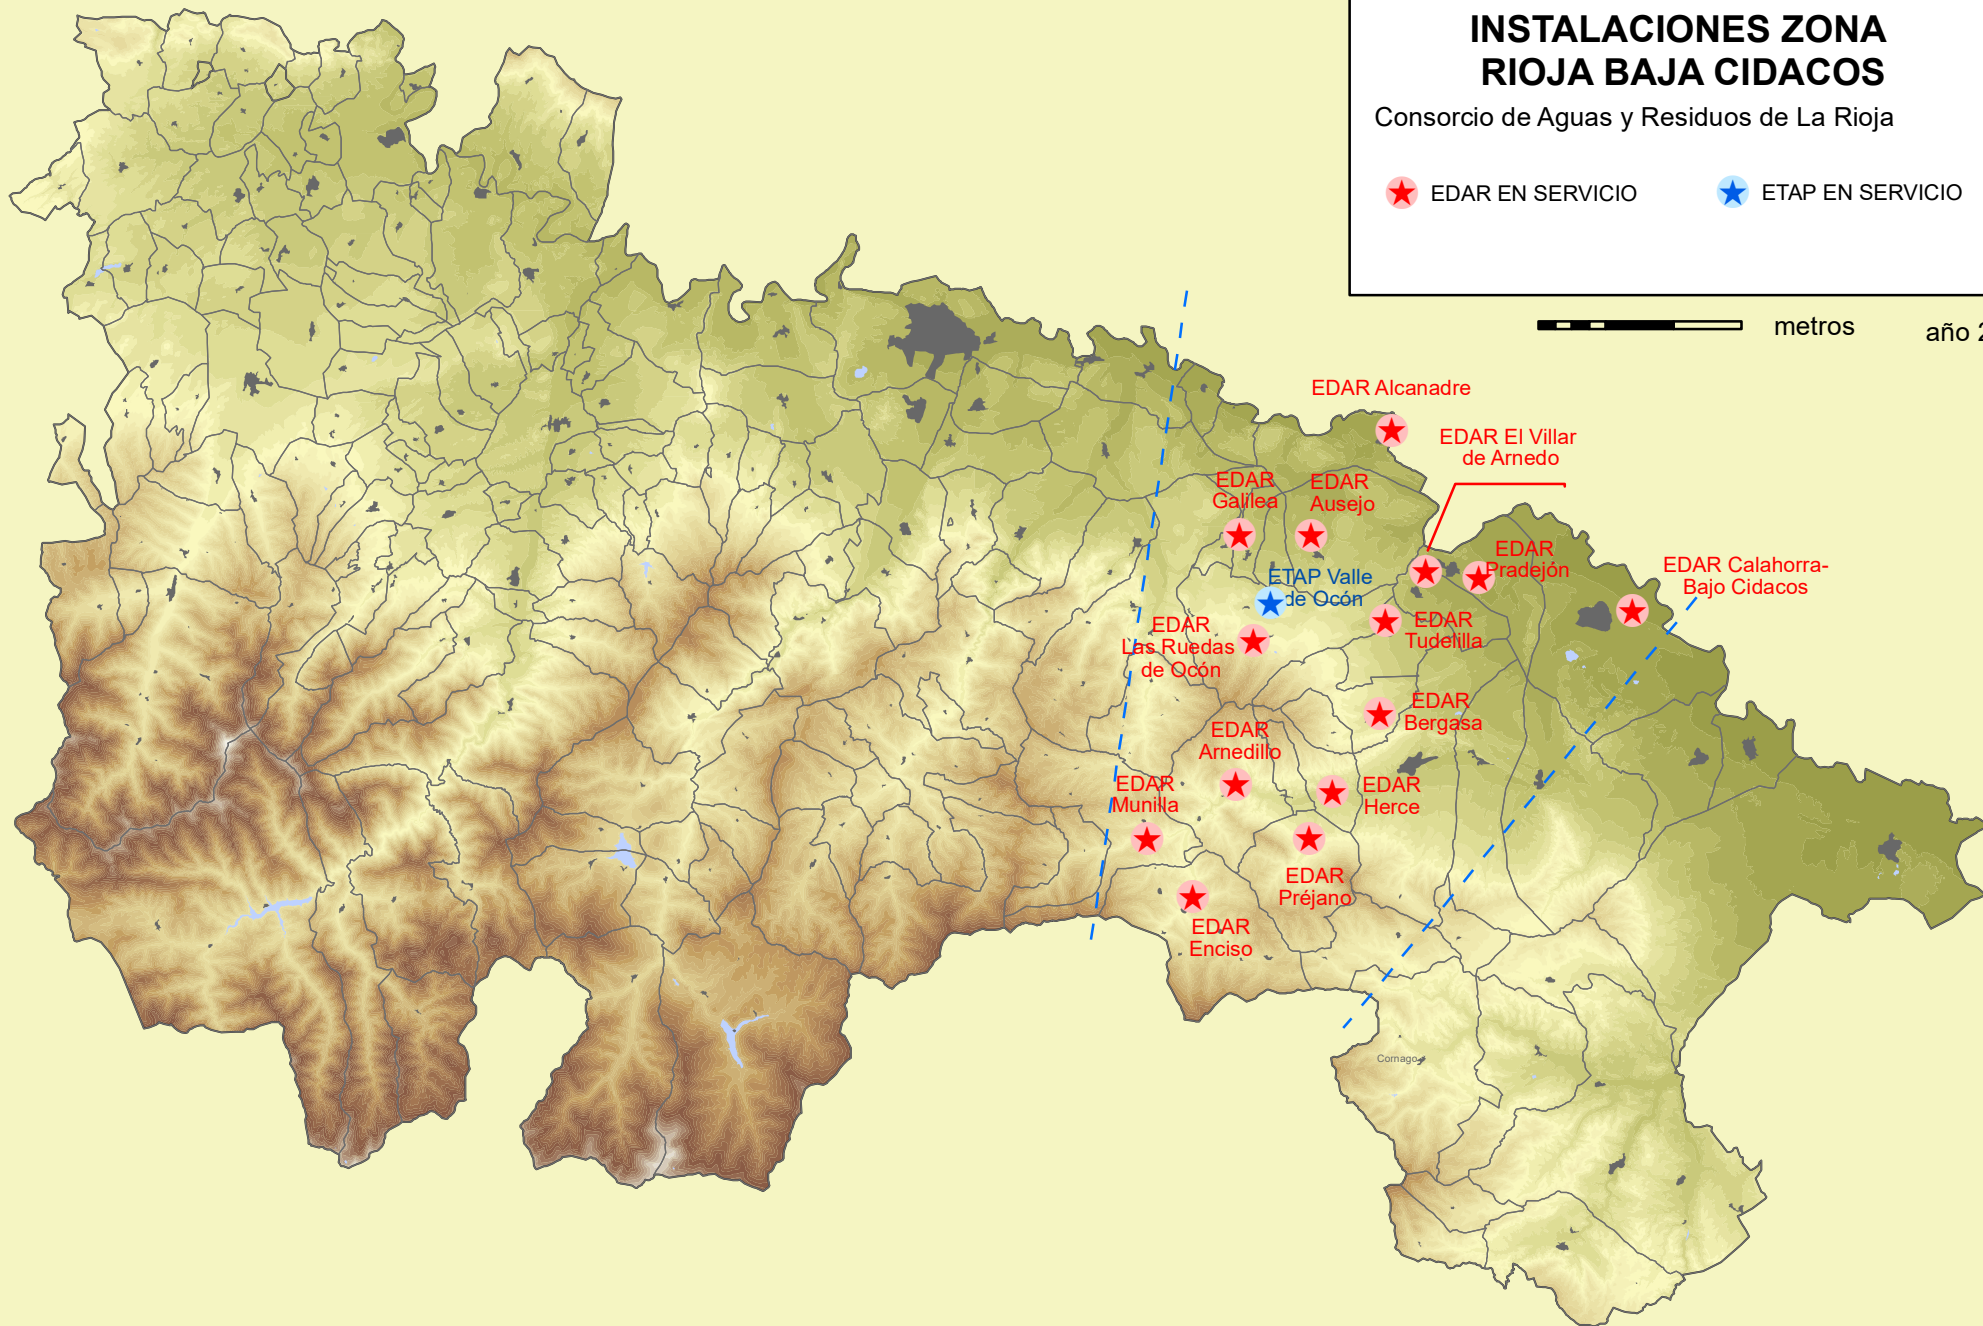 INSTALACIONES ZONA
RIOJA BAJA CIDACOS
Consorcio de Aguas y Residuos de La Rioja
EDAR EN SERVICIO
ETAP EN SERVICIO
metros
año 2
EDAR Alcanadre
EDAR El Villar
de Arnedo
EDAR
Galilea
EDAR
Ausejo
EDAR
Pradejón
EDAR Calahorra-
Bajo Cidacos
ETAP Valle
de Ocón
EDAR
Las Ruedas
de Ocón
EDAR
Tudelilla
EDAR
Bergasa
EDAR
Arnedillo
EDAR
Munilla
EDAR
Herce
EDAR
Préjano
EDAR
Enciso
Cornago